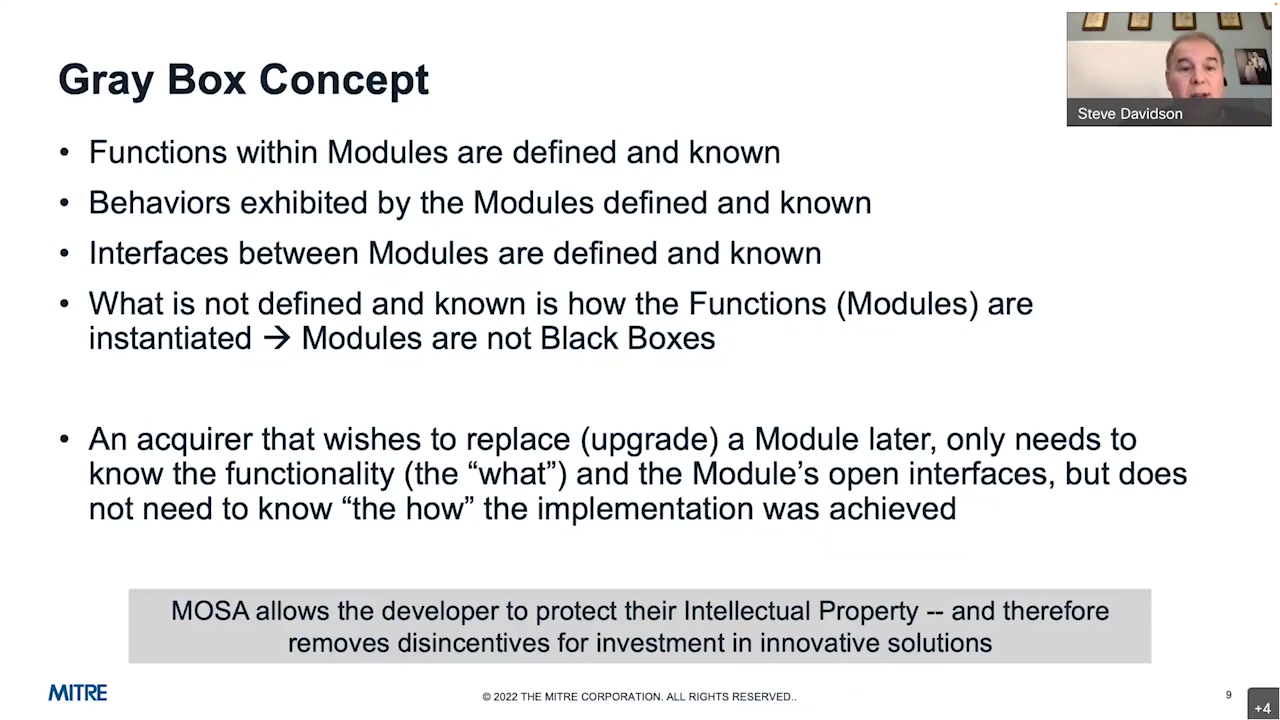 Gray Box Concept
Steve Davidson
• Functions within Modules are defined and known
• Behaviors exhibited by the Modules defined and known
• Interfaces between Modules are defined and known
• What is not defined and known is how the Functions (Modules) are
instantiated → Modules are not Black Boxes
• An acquirer that wishes to replace (upgrade) a Module later, only needs to
know the functionality (the “what”) and the Module’s open interfaces, but does
not need to know “the how” the implementation was achieved
MOSA allows the developer to protect their Intellectual Property -- and therefore
removes disincentives for investment in innovative solutions
MITRE
© 2022 THE MITRE CORPORATION. ALL RIGHTS RESERVED..
9
+4